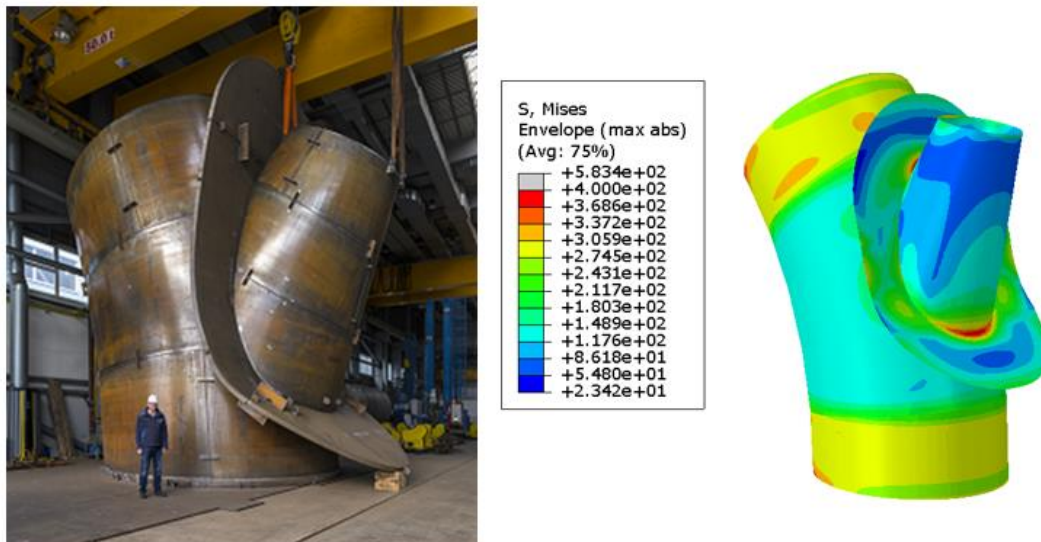 50.0 t
S, Mises
Envelope (max abs)
(Avg: 75%)
+5.834e+02
+4.000e+02
+3.686e+02
+3.372e+02
+3.059e+02
+2.745e+02
+2.431e+02
+2.117e+02
+1.803e+02
+1.489e+02
+1.176e+02
+8.618e+01
+5.480e+01
+2.342e+01